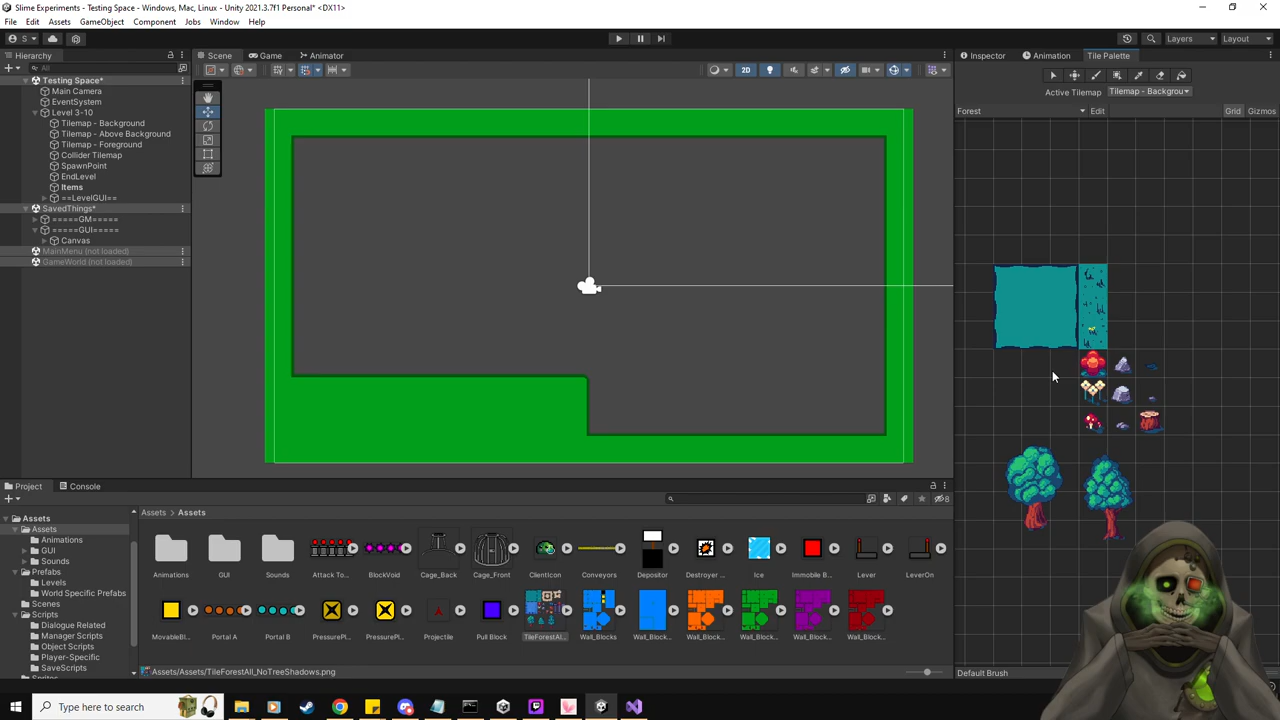 Slime Experiments - Testing Space - Windows, Mac, Linux - Unity 2021.3.7f1 Personal* <DX11>
File Edit Assets GameObject Component Jobs Window Help
S
Layers Layout
Hierarchy
Scene Game Animator
Inspector Animation Tile Palette
All
2D
Testing Space*
Main Camera
EventSystem
Level 3-10
Tilemap - Background
Tilemap - Above Background
Tilemap - Foreground
Collider Tilemap
SpawnPoint
EndLevel
Items
==LevelGUI==
SavedThings*
=====GM=====
=====GUI=====
Canvas
MainMenu (not loaded)
GameWorld (not loaded)
Active Tilemap Tilemap - Backgrou
Forest Edit Grid Gizmos
Project Console
8
Assets
Assets
Animations
GUI
Sounds
Prefabs
Levels
World Specific Prefabs
Scenes
Scripts
Dialogue Related
Manager Scripts
Object Scripts
Player-Specific
SaveScripts
Assets > Assets
Animations GUI Sounds Attack To... BlockVoid Cage_Back Cage_Front ClientIcon Conveyors Depositor Destroyer ... Ice Immobile B... Lever LeverOn
MovableBl... Portal A Portal B PressurePl... PressurePl... Projectile Pull Block TileForestAl... Wall_Blocks Wall_Block... Wall_Block... Wall_Block... Wall_Block... Wall_Block...
Assets/Assets/TileForestAll_NoTreeShadows.png
Default Brush
Type here to search